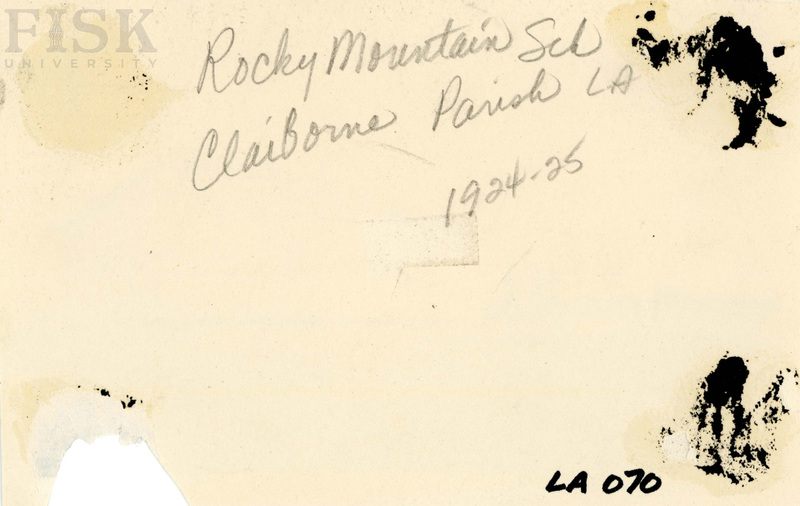 FISK
UNIVERSITY
Rocky Mountain Sch
Claiborne Parish LA
1924-25
LA 070